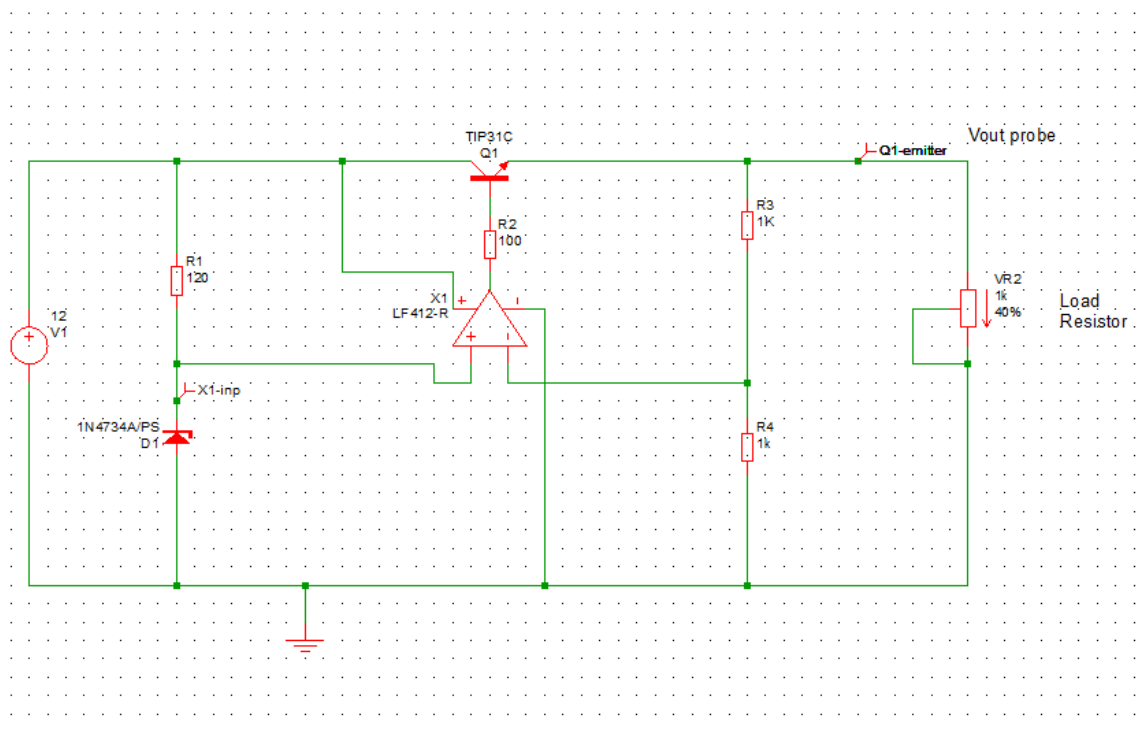 TIP31C
Q1
Vout probe
Q1-emitter
R3
1K
R2
100
R1
120
X1
LF412-R
VR2
1k
40%
Load
Resistor
12
V1
X1-inp
1N4734A/PS
D1
R4
1k